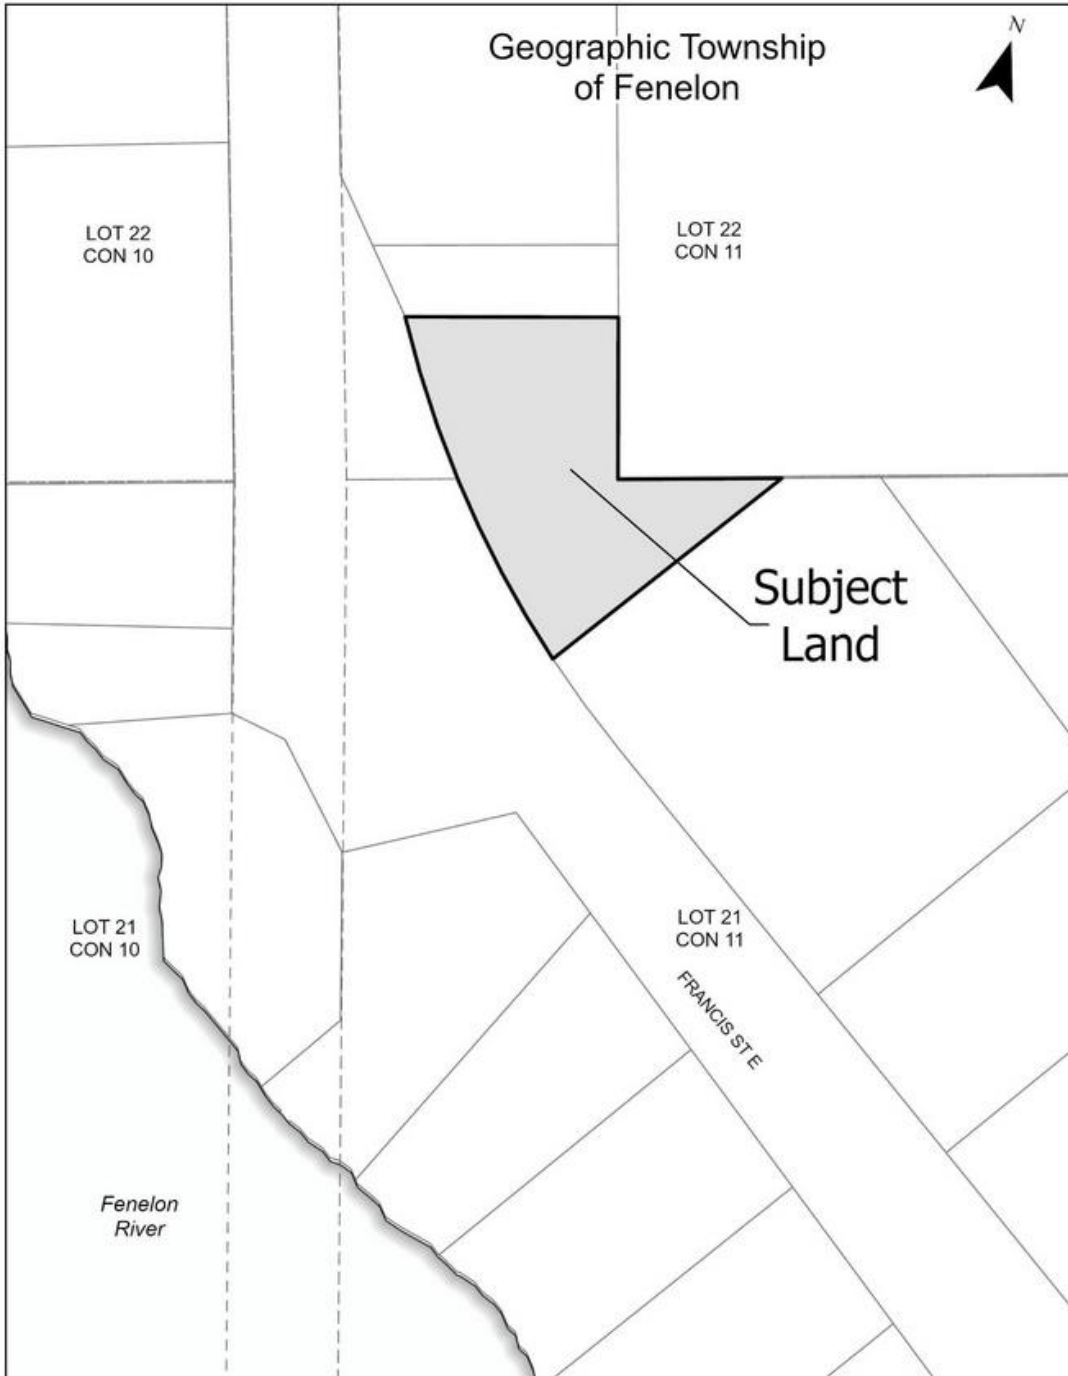 Geographic Township
of Fenelon
N
LOT 22
CON 10
LOT 22
CON 11
Subject
Land
LOT 21
CON 10
LOT 21
CON 11
FRANCIS ST E
Fenelon
River